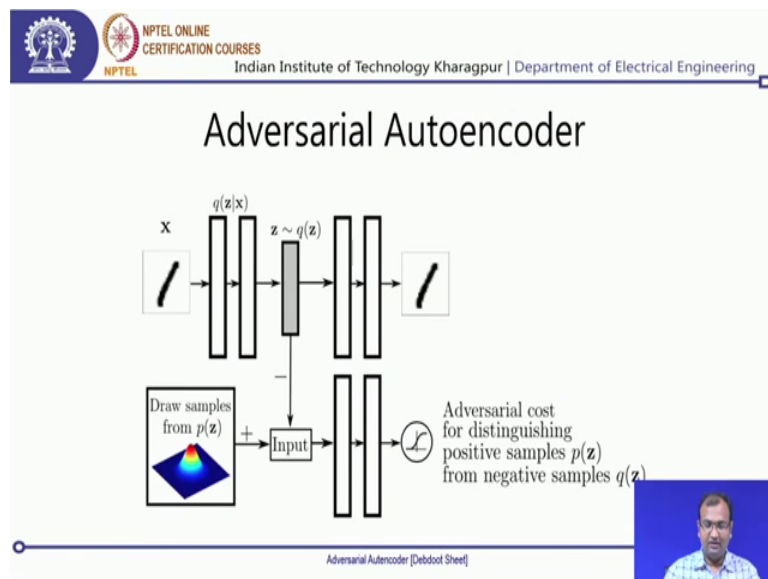 NPTEL ONLINE
CERTIFICATION COURSES
NPTEL
Indian Institute of Technology Kharagpur | Department of Electrical Engineering
Adversarial Autoencoder
q(z|x)
x
z ~ q(z)
−
Draw samples
from p(z)
+
Input
Adversarial cost
for distinguishing
positive samples p(z)
from negative samples q(z)
Adversarial Autencoder [Debdoot Sheet]